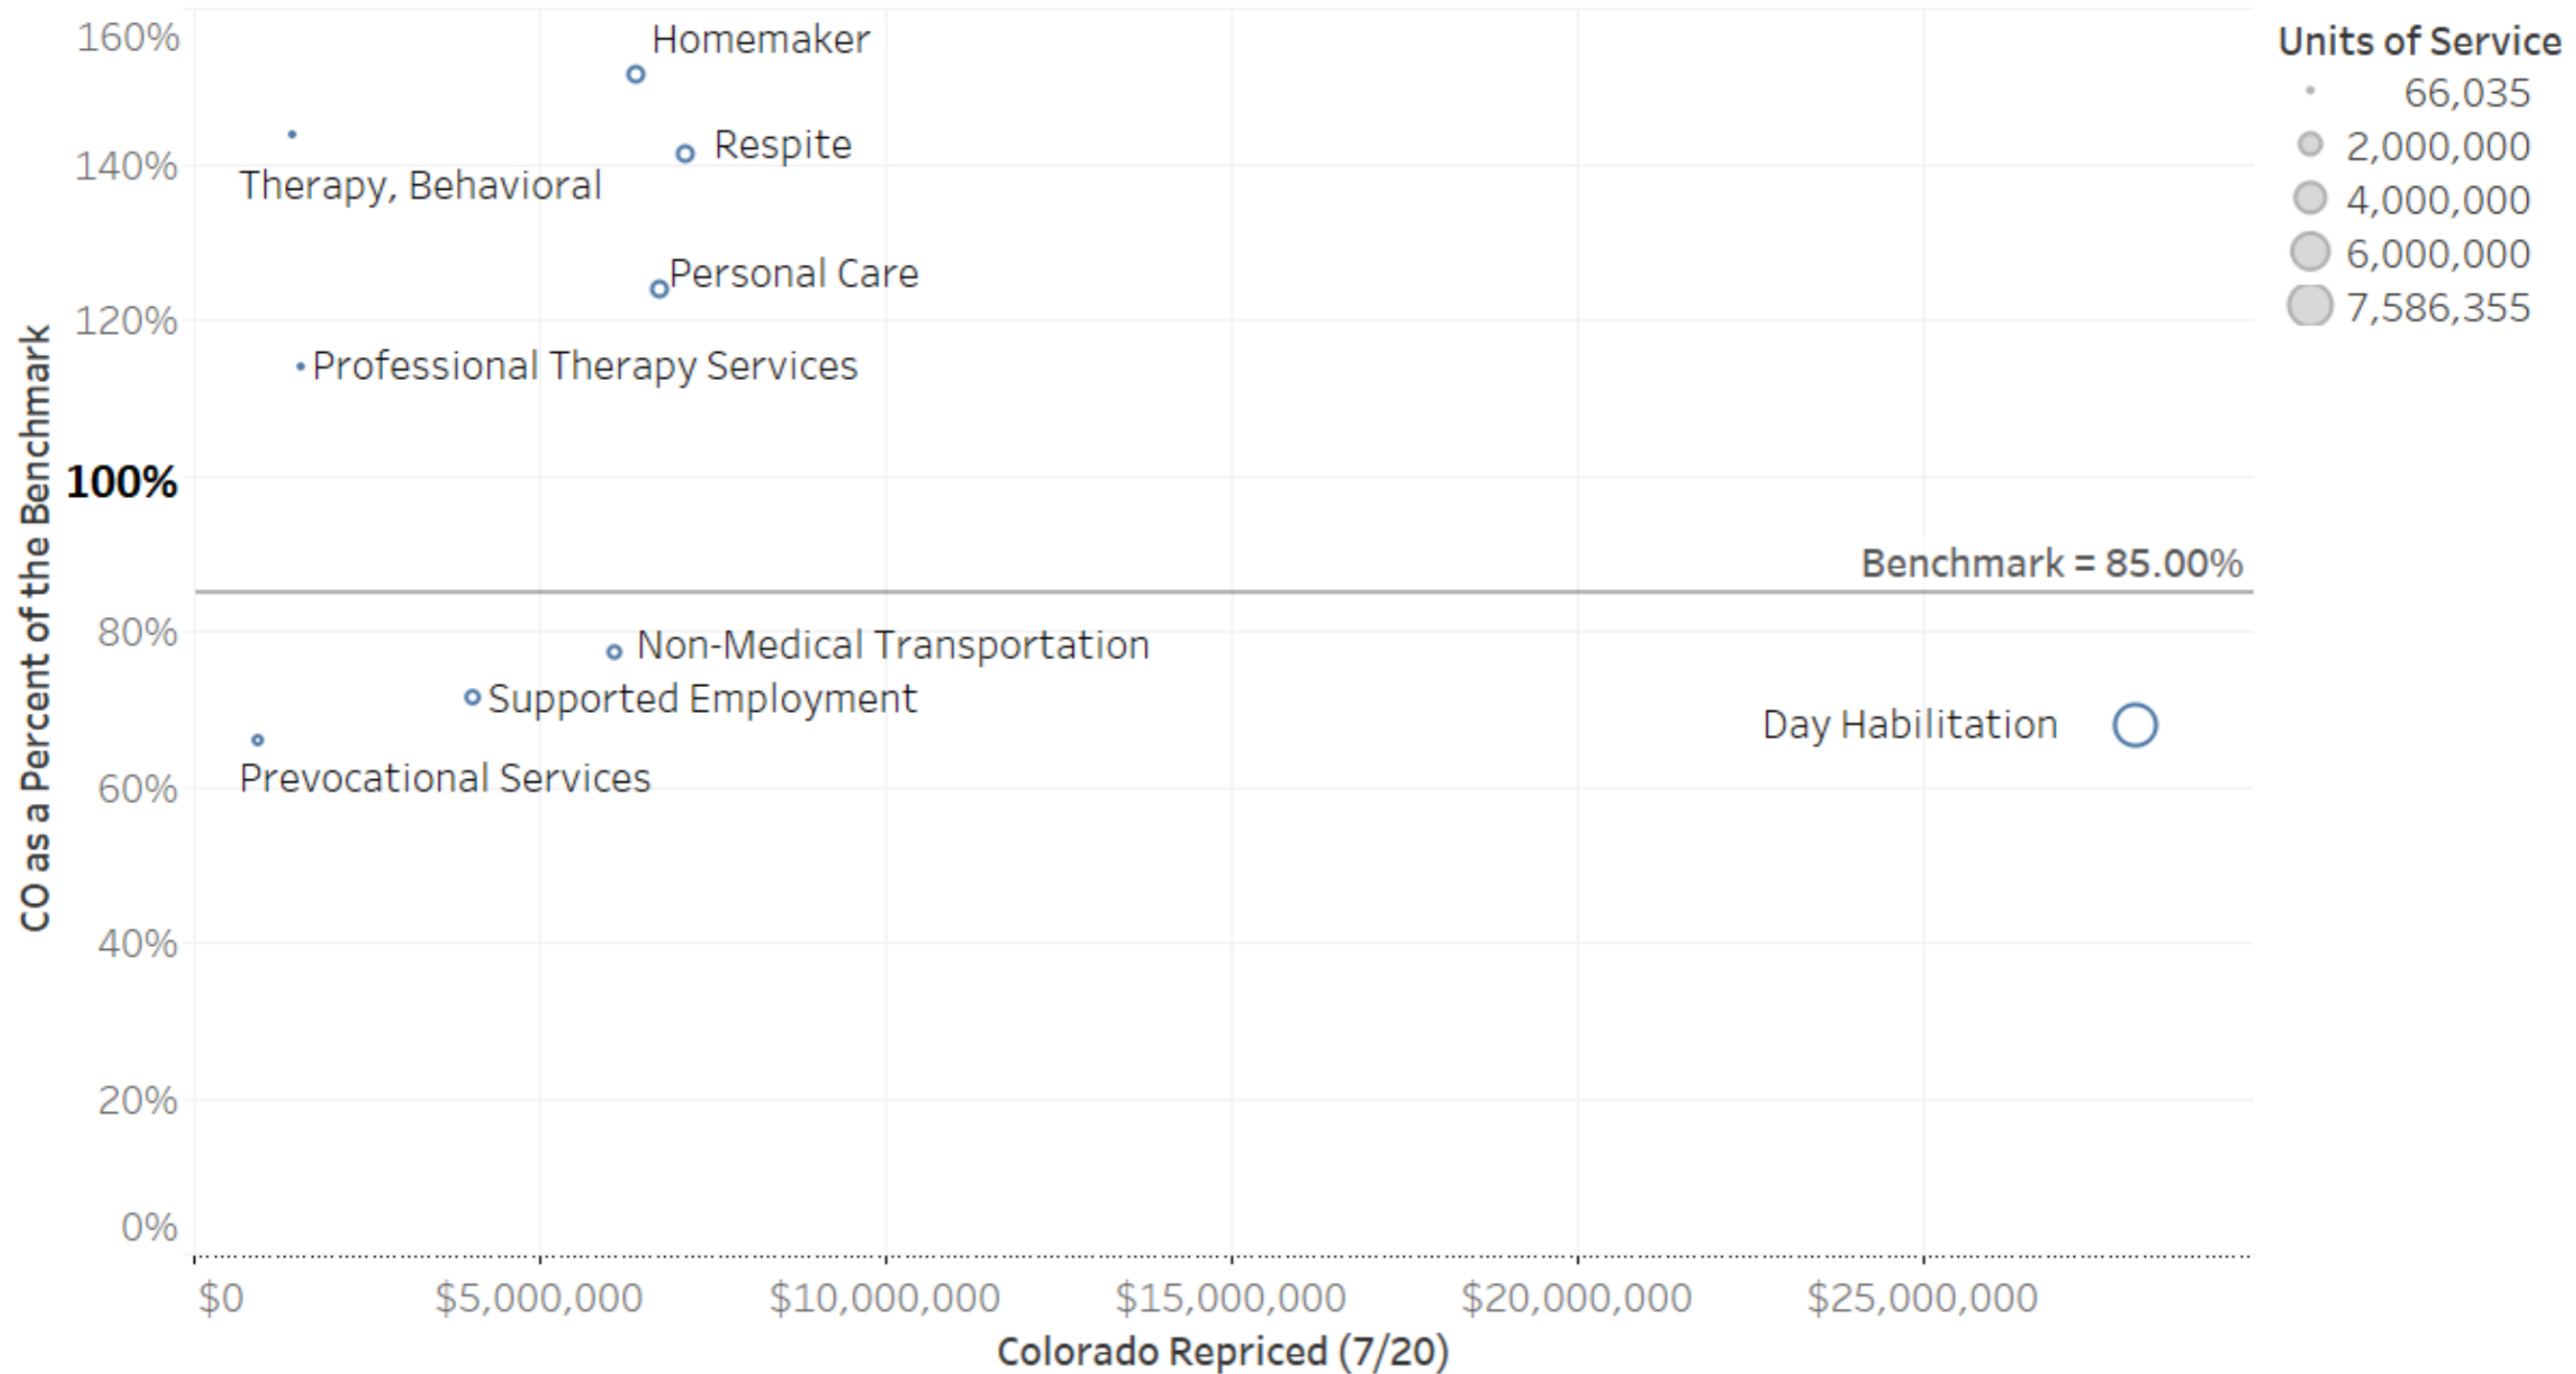 160%
Homemaker
Units of Service
66,035
Respite
2,000,000
140%
Therapy, Behavioral
4,000,000
Personal Care
6,000,000
120%
7,586,355
Professional Therapy Services
CO as a Percent of the Benchmark
100%
Benchmark = 85.00%
80%
Non-Medical Transportation
Supported Employment
Day Habilitation
Prevocational Services
60%
40%
20%
0%
$0 $5,000,000 $10,000,000 $15,000,000 $20,000,000 $25,000,000
Colorado Repriced (7/20)